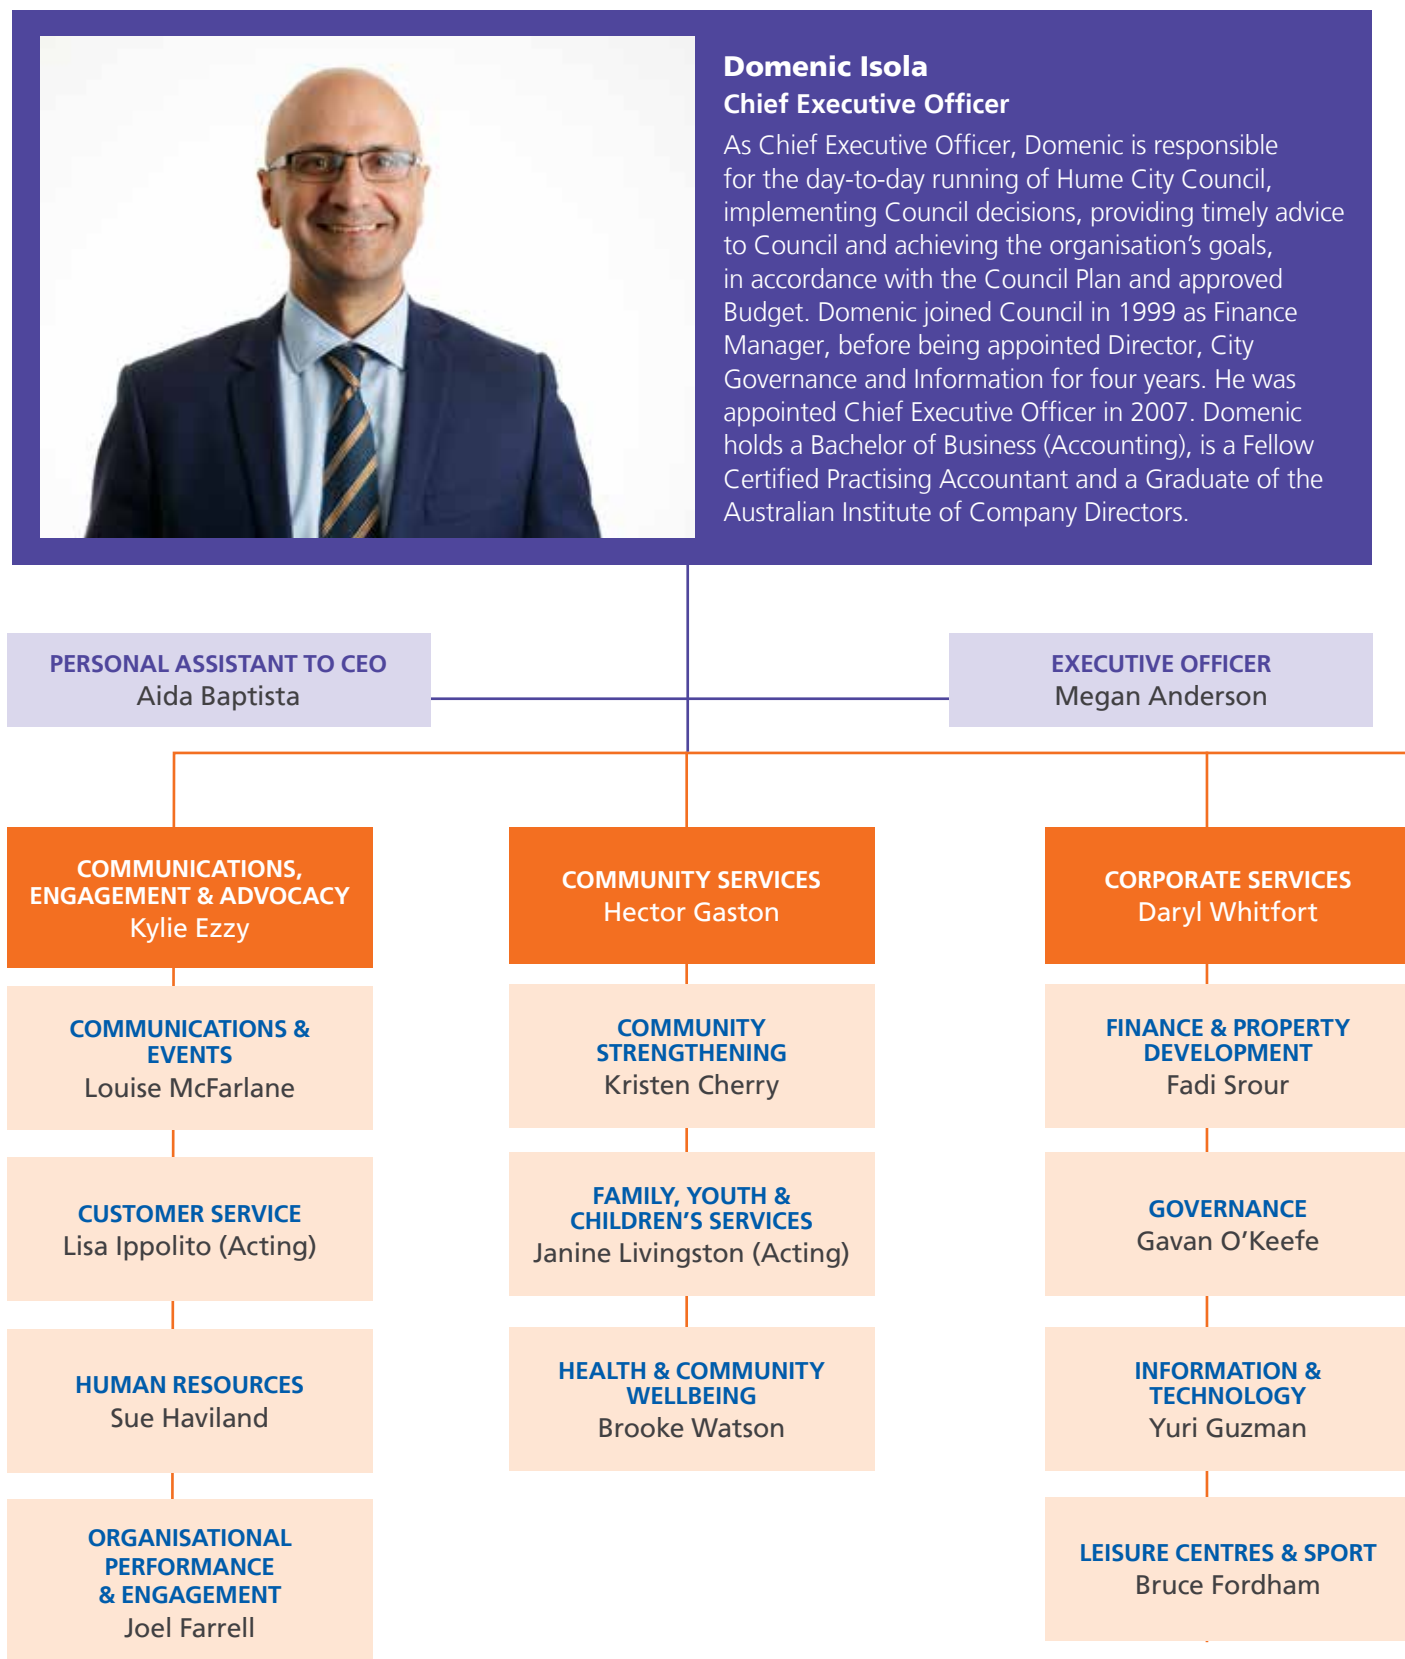 Domenic Isola
Chief Executive Officer
As Chief Executive Officer, Domenic is responsible
for the day-to-day running of Hume City Council,
implementing Council decisions, providing timely advice
to Council and achieving the organisation’s goals,
in accordance with the Council Plan and approved
Budget. Domenic joined Council in 1999 as Finance
Manager, before being appointed Director, City
Governance and Information for four years. He was
appointed Chief Executive Officer in 2007. Domenic
holds a Bachelor of Business (Accounting), is a Fellow
Certified Practising Accountant and a Graduate of the
Australian Institute of Company Directors.
PERSONAL ASSISTANT TO CEO
Aida Baptista
EXECUTIVE OFFICER
Megan Anderson
COMMUNICATIONS,
ENGAGEMENT & ADVOCACY
Kylie Ezzy
COMMUNICATIONS &
EVENTS
Louise McFarlane
CUSTOMER SERVICE
Lisa Ippolito (Acting)
HUMAN RESOURCES
Sue Haviland
ORGANISATIONAL
PERFORMANCE
& ENGAGEMENT
Joel Farrell
COMMUNITY SERVICES
Hector Gaston
COMMUNITY
STRENGTHENING
Kristen Cherry
FAMILY, YOUTH &
CHILDREN’S SERVICES
Janine Livingston (Acting)
HEALTH & COMMUNITY
WELLBEING
Brooke Watson
CORPORATE SERVICES
Daryl Whitfort
FINANCE & PROPERTY
DEVELOPMENT
Fadi Srour
GOVERNANCE
Gavan O’Keefe
INFORMATION &
TECHNOLOGY
Yuri Guzman
LEISURE CENTRES & SPORT
Bruce Fordham